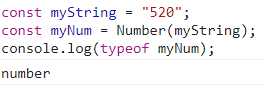 const myString = "520";
const myNum = Number(myString);
console.log(typeof myNum);
number